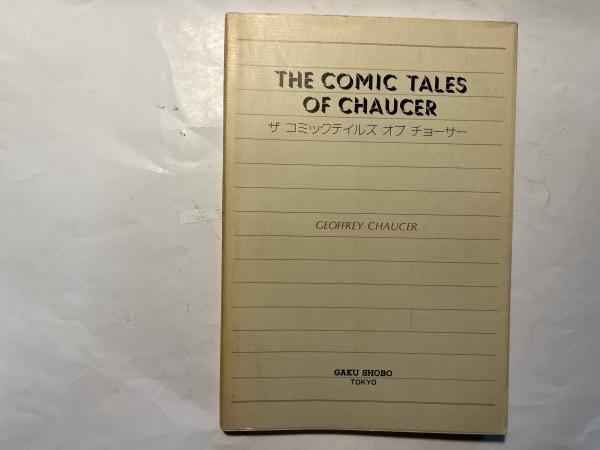 THE COMIC TALES
OF CHAUCER
ザ コミックテイルズ オブ チョーサー
GEOFFREY CHAUCER
GAKU SHOBO
TOKYO